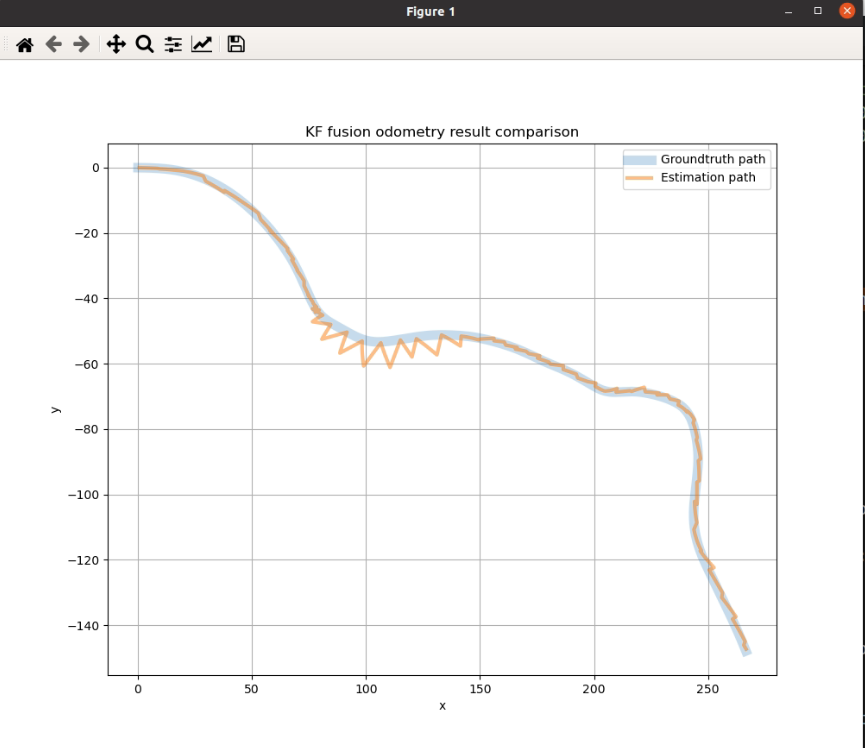 Figure 1
KF fusion odometry result comparison
Groundtruth path
Estimation path
0
−20
−40
−60
−80
−100
−120
−140
y
0 50 100 150 200 250
x